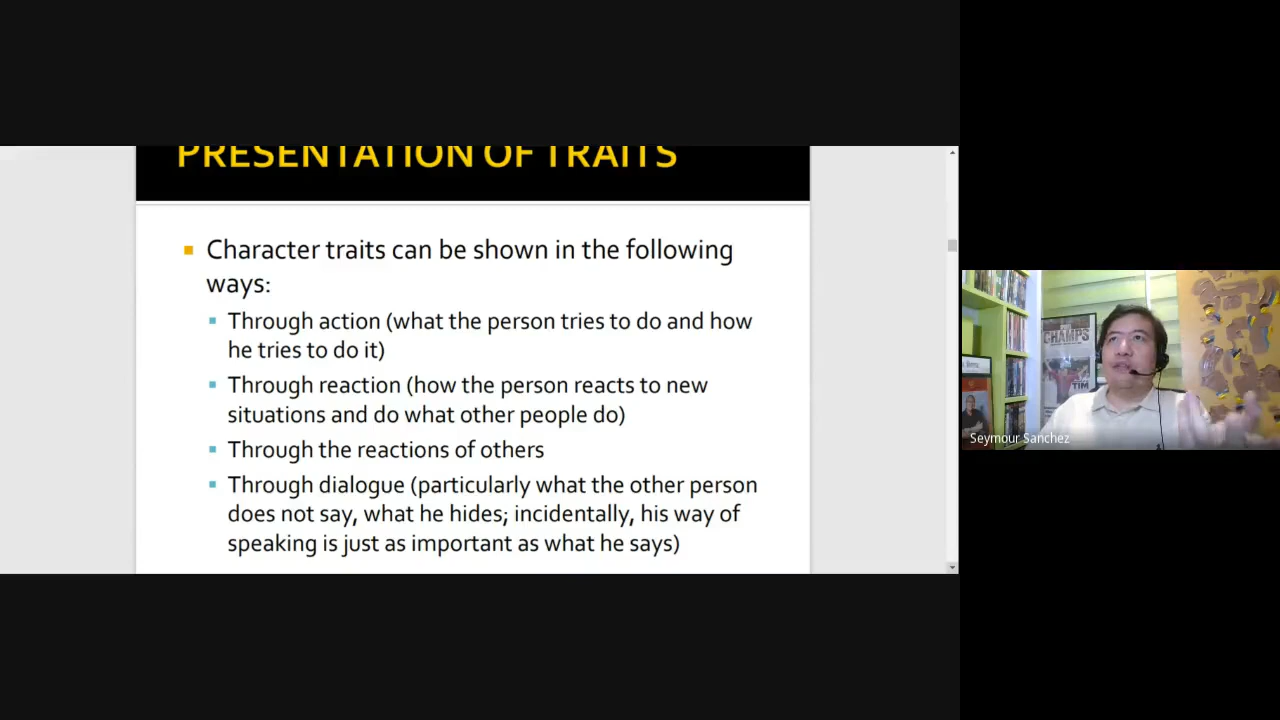 PRESENTATION OF TRAITS
Character traits can be shown in the following
ways:
Through action (what the person tries to do and how
he tries to do it)
Through reaction (how the person reacts to new
situations and do what other people do)
Through the reactions of others
Through dialogue (particularly what the other person
does not say, what he hides; incidentally, his way of
speaking is just as important as what he says)
CHAMPS
TIM
Seymour Sanchez